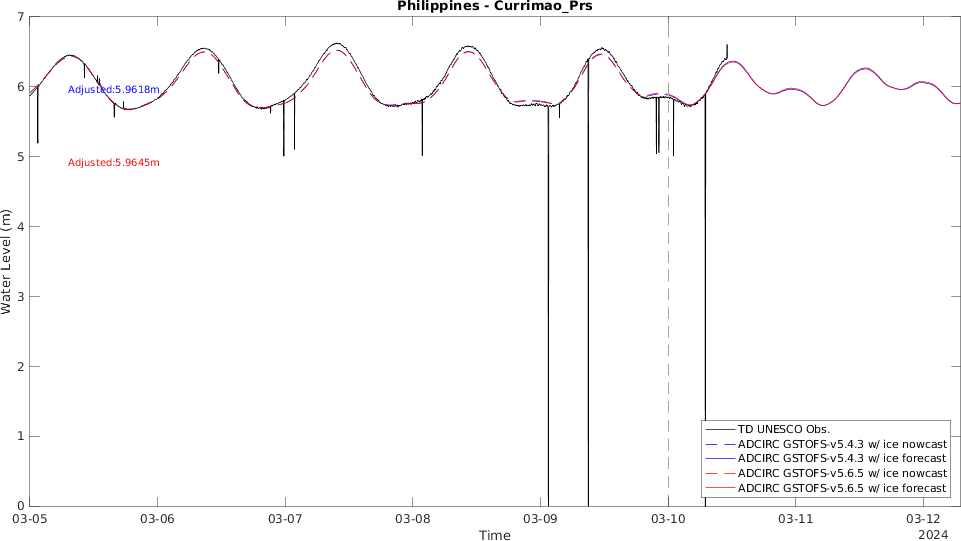 Philippines - Currimao_Prs
7
6
5
4
3
2
1
0
Water Level (m)
Adjusted:5.9618m
Adjusted:5.9645m
TD UNESCO Obs.
ADCIRC GSTOFS-v5.4.3 w/ ice nowcast
ADCIRC GSTOFS-v5.4.3 w/ ice forecast
ADCIRC GSTOFS-v5.6.5 w/ ice nowcast
ADCIRC GSTOFS-v5.6.5 w/ ice forecast
03-05 03-06 03-07 03-08 03-09 03-10 03-11 03-12
Time
2024